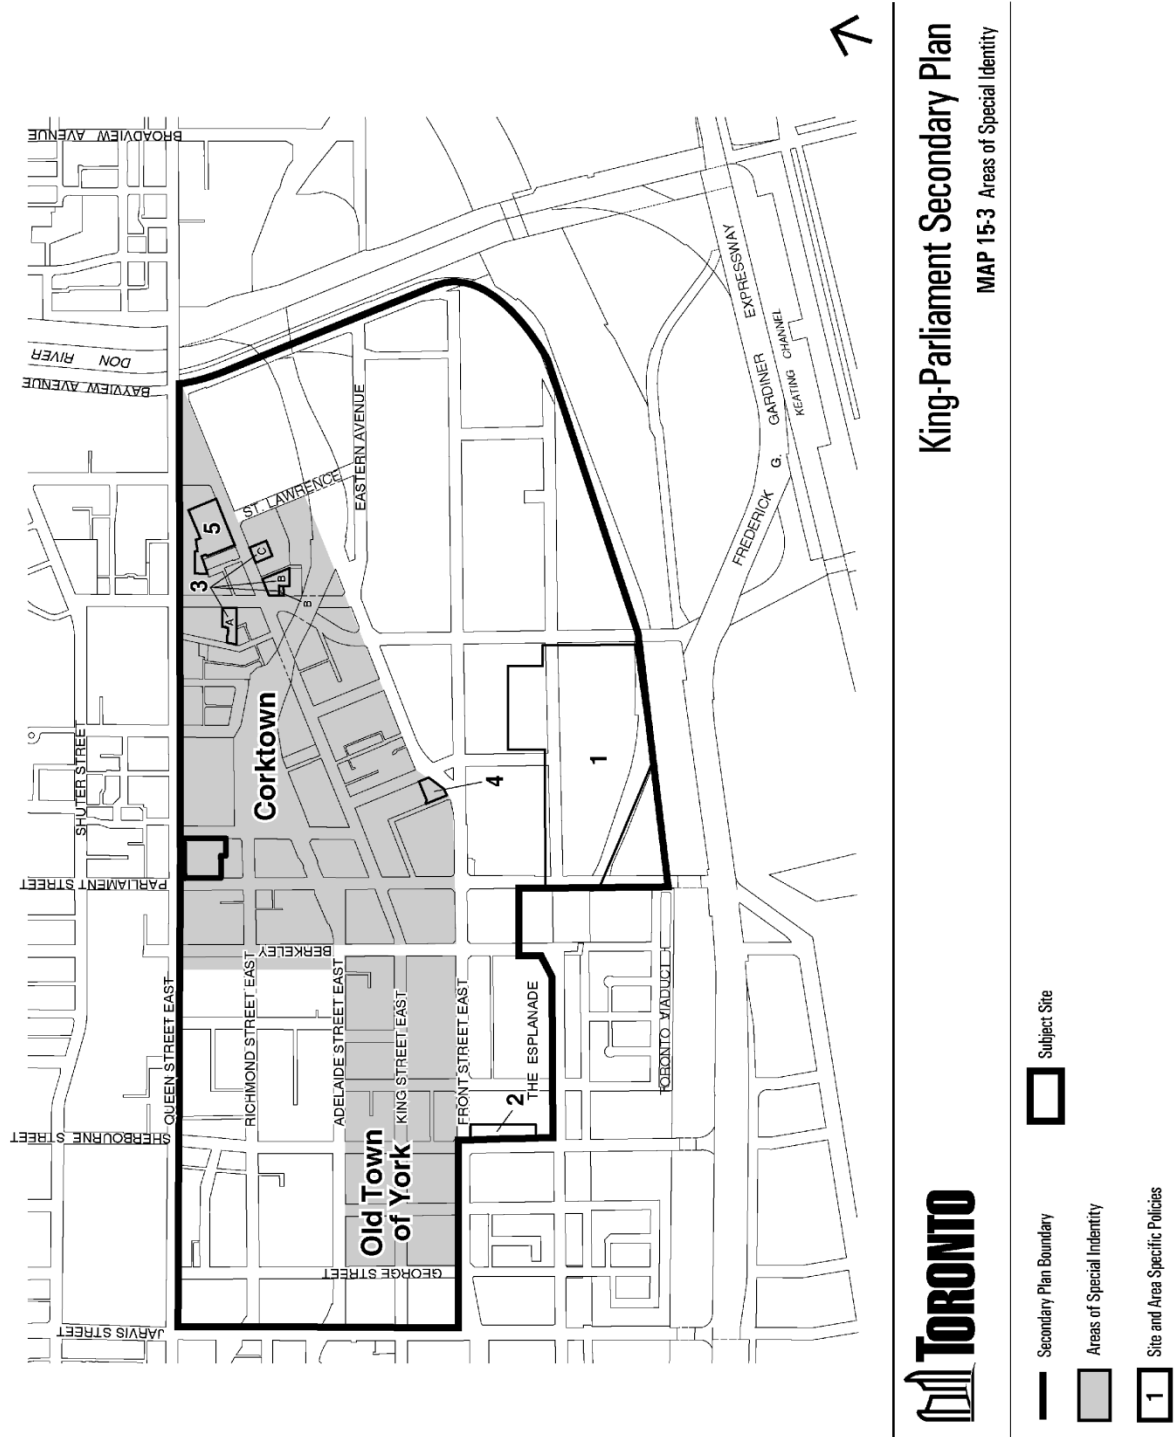 BROADVIEW AVENUE
DON RIVER
BAYVIEW AVENUE
SHUTER STREET
PARLIAMENT STREET
SHERBOURNE STREET
JARVIS STREET
QUEEN STREET EAST
RICHMOND STREET EAST
ADELAIDE STREET EAST
KING STREET EAST
FRONT STREET EAST
THE ESPLANADE
TORONTO VIADUCT
BERKELEY
GEORGE STREET
ST. LAWRENCE
EASTERN AVENUE
FREDERICK G. GARDINER EXPRESSWAY
KEATING CHANNEL
Corktown
Old Town
of York
1
2
3
4
5
A
B
B
C
King-Parliament Secondary Plan
MAP 15-3 Areas of Special Identity
TORONTO
Secondary Plan Boundary
Subject Site
Areas of Special Indentity
1
Site and Area Specific Policies